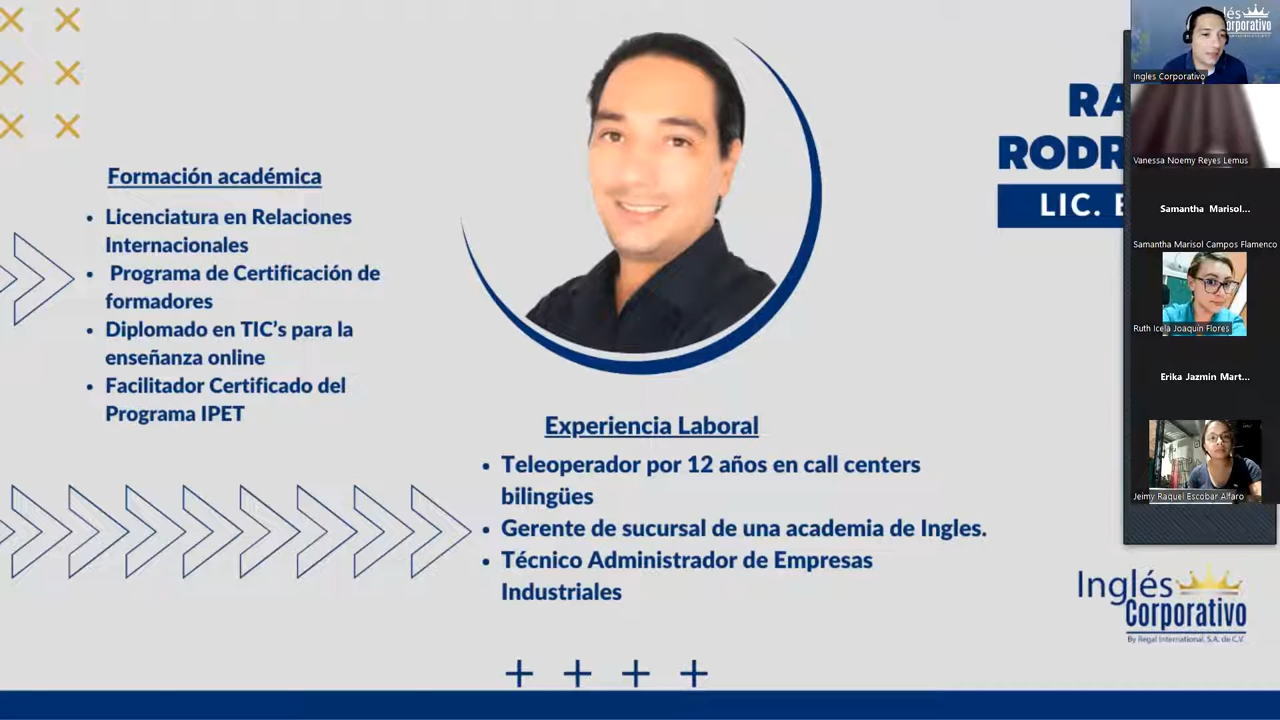 Formación académica
Licenciatura en Relaciones
Internacionales
Programa de Certificación de
formadores
Diplomado en TIC's para la
enseñanza online
Facilitador Certificado del
Programa IPET
Experiencia Laboral
Teleoperador por 12 años en call centers
bilingües
Gerente de sucursal de una academia de Ingles.
Técnico Administrador de Empresas
Industriales
RA
RODR
LIC. E
lés
orporativo
Ingles Corporativo
Vanessa Noemy Reyes Lemus
Samantha Marisol...
Samantha Marisol Campos Flamenco
Ruth Icela Joaquín Flores
Erika Jazmín Mart...
Jeimy Raquel Escobar Alfaro
Inglés
Corporativo
By Regal International, S.A. de C.V.